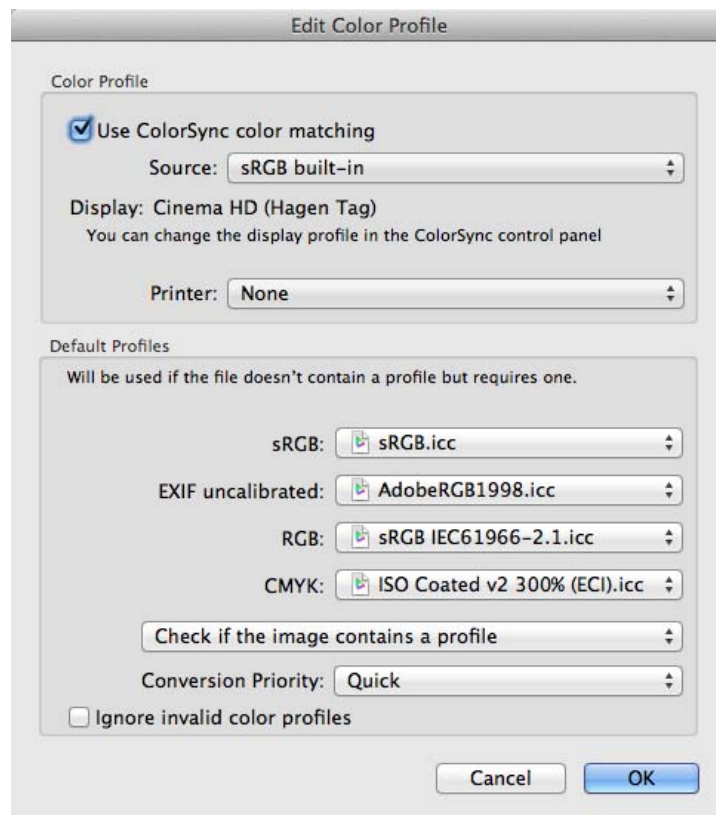 Edit Color Profile
Color Profile
Use ColorSync color matching
Source: sRGB built-in
Display: Cinema HD (Hagen Tag)
You can change the display profile in the ColorSync control panel
Printer: None
Default Profiles
Will be used if the file doesn't contain a profile but requires one.
sRGB: sRGB.icc
EXIF uncalibrated: AdobeRGB1998.icc
RGB: sRGB IEC61966-2.1.icc
CMYK: ISO Coated v2 300% (ECI).icc
Check if the image contains a profile
Conversion Priority: Quick
Ignore invalid color profiles
Cancel OK